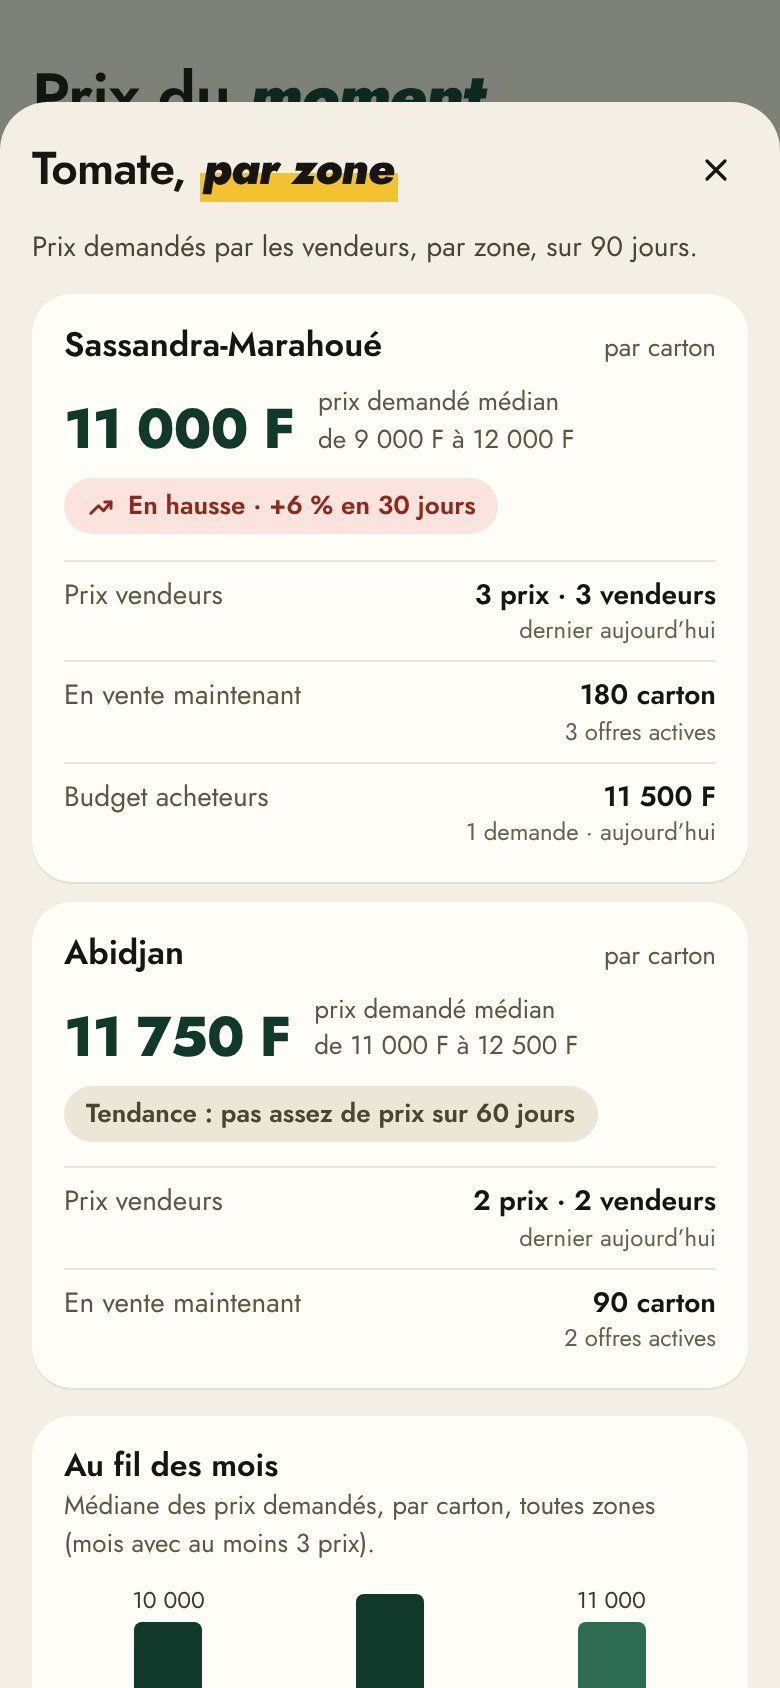 Prix du moment
Tomate, par zone
Prix demandés par les vendeurs, par zone, sur 90 jours.
Sassandra-Marahoué
par carton
11 000 F
prix demandé médian
de 9 000 F à 12 000 F
En hausse · +6 % en 30 jours
Prix vendeurs
3 prix · 3 vendeurs
dernier aujourd’hui
En vente maintenant
180 carton
3 offres actives
Budget acheteurs
11 500 F
1 demande · aujourd’hui
Abidjan
par carton
11 750 F
prix demandé médian
de 11 000 F à 12 500 F
Tendance : pas assez de prix sur 60 jours
Prix vendeurs
2 prix · 2 vendeurs
dernier aujourd’hui
En vente maintenant
90 carton
2 offres actives
Au fil des mois
Médiane des prix demandés, par carton, toutes zones
(mois avec au moins 3 prix).
10 000
11 000